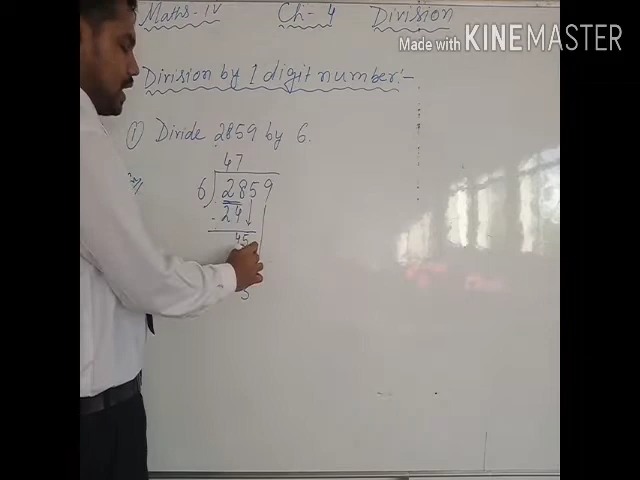 Maths-IV Ch-4 Division
Made with KINEMASTER
Division by 1 digit number:-
① Divide 2859 by 6.
47
6)2859
-24
45
3